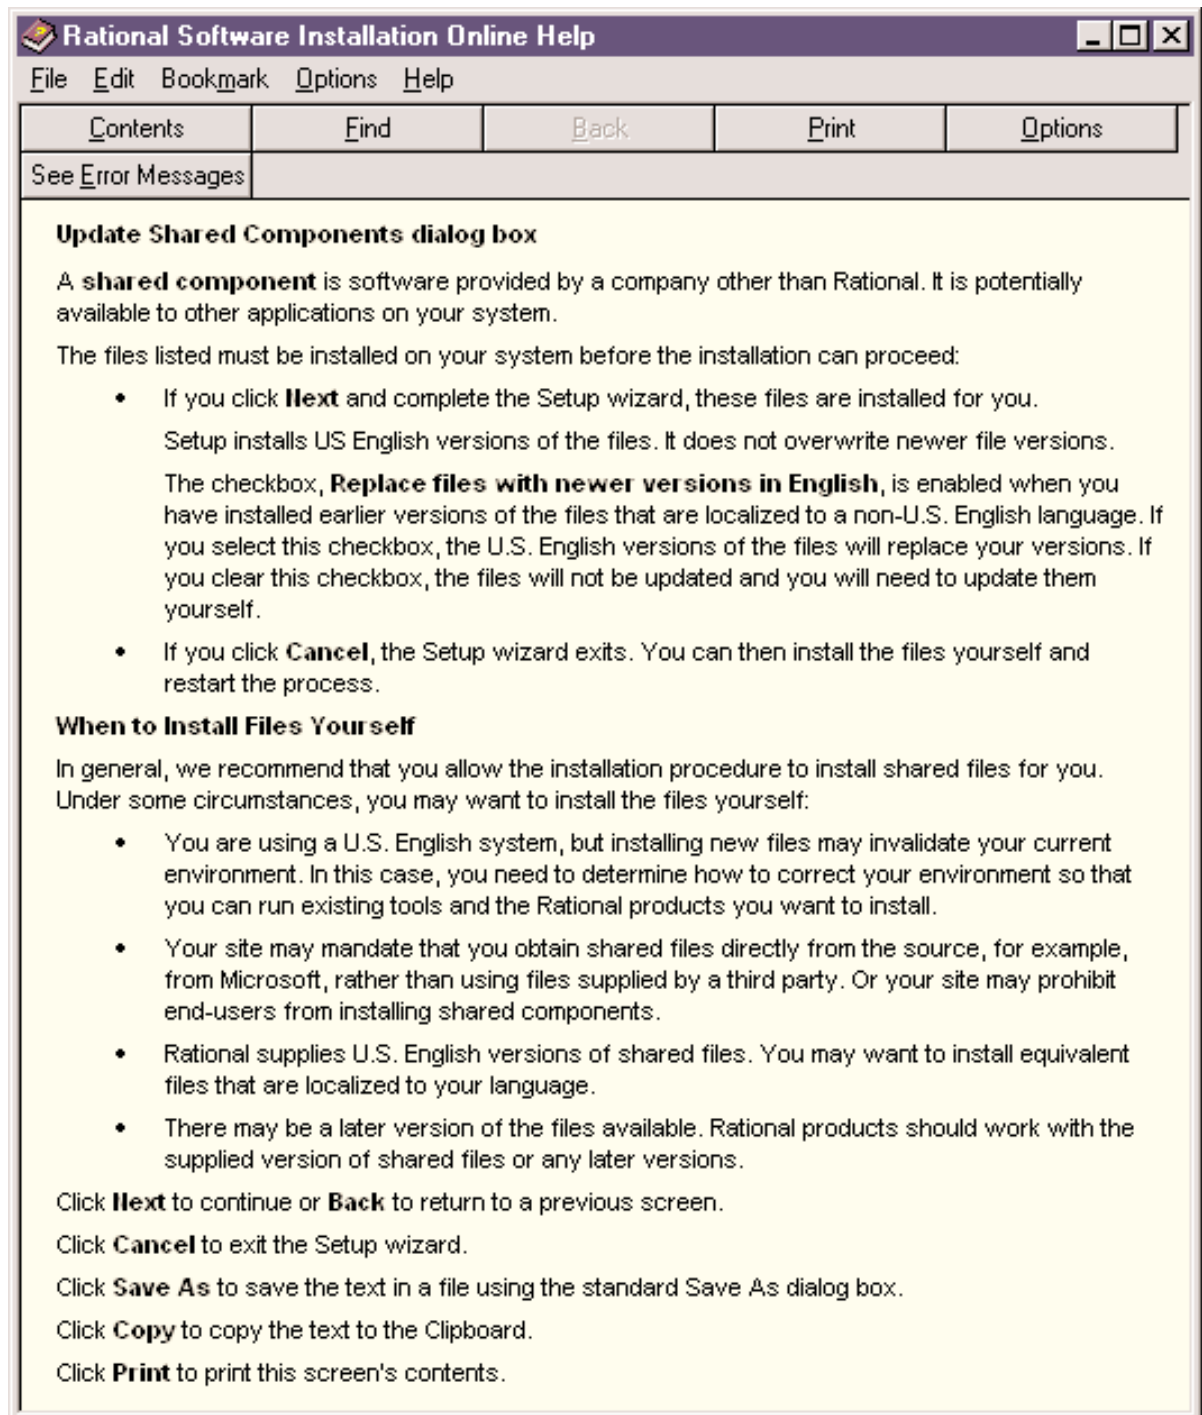 Rational Software Installation Online Help
File Edit Bookmark Options Help
Contents Find Back Print Options
See Error Messages
Update Shared Components dialog box
A shared component is software provided by a company other than Rational. It is potentially
available to other applications on your system.
The files listed must be installed on your system before the installation can proceed:
• If you click Next and complete the Setup wizard, these files are installed for you.
Setup installs US English versions of the files. It does not overwrite newer file versions.
The checkbox, Replace files with newer versions in English, is enabled when you
have installed earlier versions of the files that are localized to a non-U.S. English language. If
you select this checkbox, the U.S. English versions of the files will replace your versions. If
you clear this checkbox, the files will not be updated and you will need to update them
yourself.
• If you click Cancel, the Setup wizard exits. You can then install the files yourself and
restart the process.
When to Install Files Yourself
In general, we recommend that you allow the installation procedure to install shared files for you.
Under some circumstances, you may want to install the files yourself:
• You are using a U.S. English system, but installing new files may invalidate your current
environment. In this case, you need to determine how to correct your environment so that
you can run existing tools and the Rational products you want to install.
• Your site may mandate that you obtain shared files directly from the source, for example,
from Microsoft, rather than using files supplied by a third party. Or your site may prohibit
end-users from installing shared components.
• Rational supplies U.S. English versions of shared files. You may want to install equivalent
files that are localized to your language.
• There may be a later version of the files available. Rational products should work with the
supplied version of shared files or any later versions.
Click Next to continue or Back to return to a previous screen.
Click Cancel to exit the Setup wizard.
Click Save As to save the text in a file using the standard Save As dialog box.
Click Copy to copy the text to the Clipboard.
Click Print to print this screen's contents.